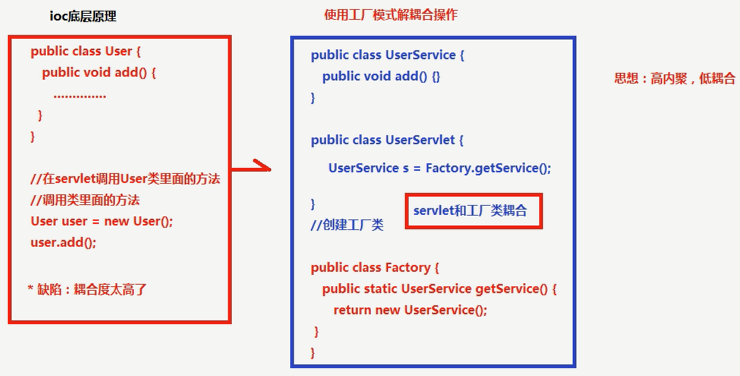 ioc底层原理
public class User {
public void add() {
..............
}
}
//在servlet调用User类里面的方法
//调用类里面的方法
User user = new User();
user.add();
* 缺陷：耦合度太高了
使用工厂模式解耦合操作
public class UserService {
public void add() {}
}
public class UserServlet {
UserService s = Factory.getService();
}
servlet和工厂类耦合
//创建工厂类
public class Factory {
public static UserService getService() {
return new UserService();
}
}
思想：高内聚，低耦合